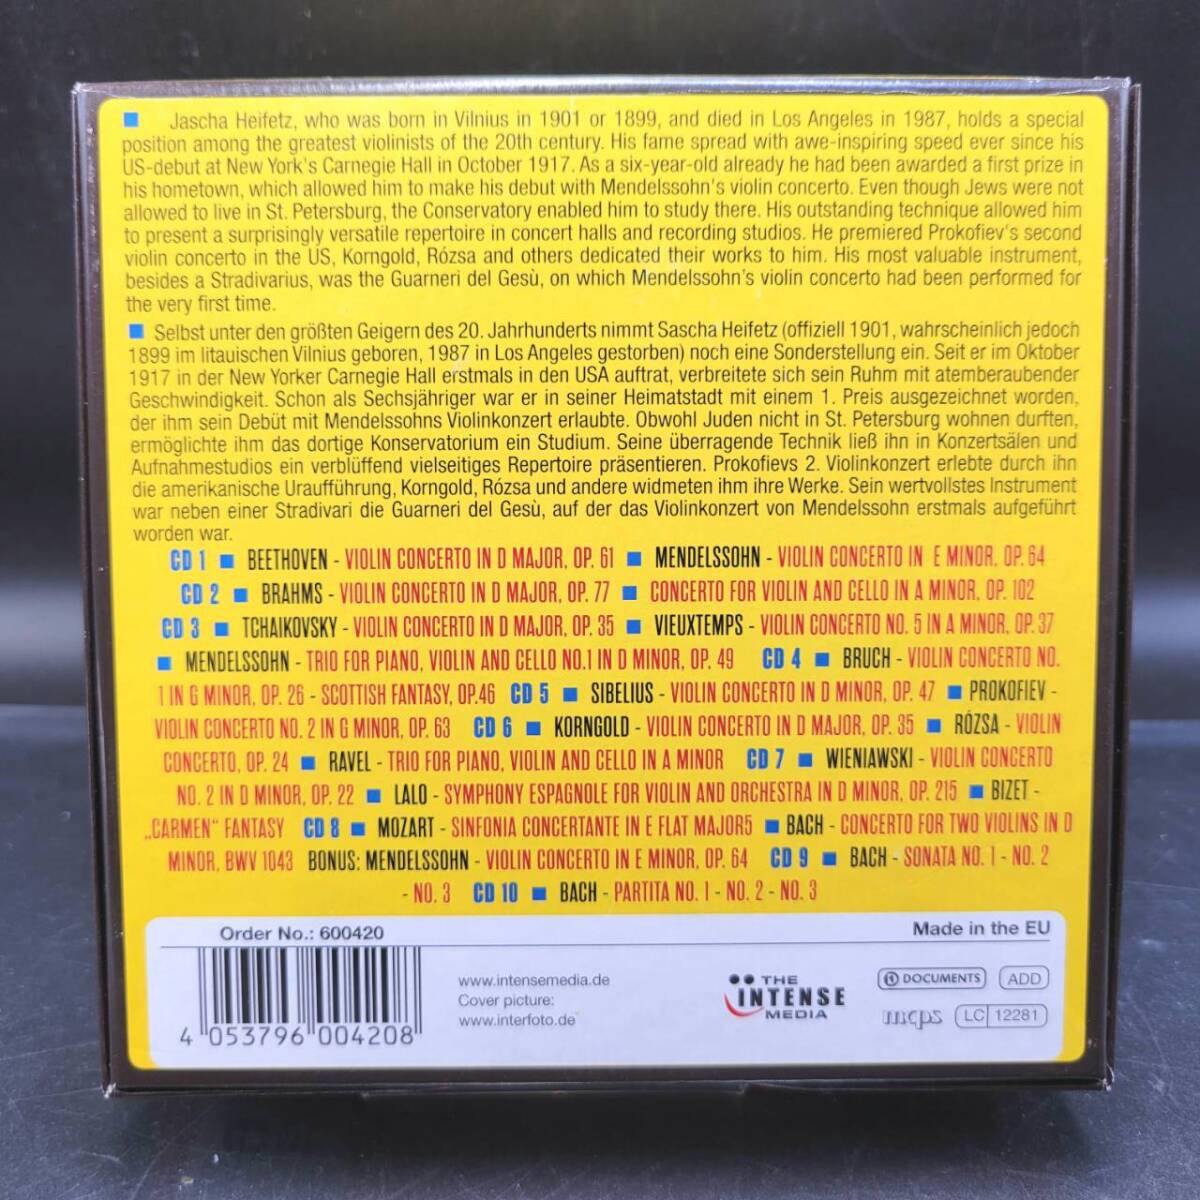 ■ Jascha Heifetz, who was born in Vilnius in 1901 or 1899, and died in Los Angeles in 1987, holds a special
position among the greatest violinists of the 20th century. His fame spread with awe-inspiring speed ever since his
US-debut at New York's Carnegie Hall in October 1917. As a six-year-old already he had been awarded a first prize in
his hometown, which allowed him to make his debut with Mendelssohn's violin concerto. Even though Jews were not
allowed to live in St. Petersburg, the Conservatory enabled him to study there. His outstanding technique allowed him
to present a surprisingly versatile repertoire in concert halls and recording studios. He premiered Prokofiev's second
violin concerto in the US, Korngold, Rózsa and others dedicated their works to him. His most valuable instrument,
besides a Stradivarius, was the Guarneri del Gesù, on which Mendelssohn's violin concerto had been performed for
the very first time.
■ Selbst unter den größten Geigern des 20. Jahrhunderts nimmt Sascha Heifetz (offiziell 1901, wahrscheinlich jedoch
1899 im litauischen Vilnius geboren, 1987 in Los Angeles gestorben) noch eine Sonderstellung ein. Seit er im Oktober
1917 in der New Yorker Carnegie Hall erstmals in den USA auftrat, verbreitete sich sein Ruhm mit atemberaubender
Geschwindigkeit. Schon als Sechsjähriger war er in seiner Heimatstadt mit einem 1. Preis ausgezeichnet worden,
der ihm sein Debüt mit Mendelssohns Violinkonzert erlaubte. Obwohl Juden nicht in St. Petersburg wohnen durften,
ermöglichte ihm das dortige Konservatorium ein Studium. Seine überragende Technik ließ ihn in Konzertsälen und
Aufnahmestudios ein verblüffend vielseitiges Repertoire präsentieren. Prokofievs 2. Violinkonzert erlebte durch ihn
die amerikanische Uraufführung, Korngold, Rózsa und andere widmeten ihm ihre Werke. Sein wertvollstes Instrument
war neben einer Stradivari die Guarneri del Gesù, auf der das Violinkonzert von Mendelssohn erstmals aufgeführt
worden war.
CD 1 ■ BEETHOVEN - VIOLIN CONCERTO IN D MAJOR, OP. 61 ■ MENDELSSOHN - VIOLIN CONCERTO IN E MINOR, OP. 64
CD 2 ■ BRAHMS - VIOLIN CONCERTO IN D MAJOR, OP. 77 ■ CONCERTO FOR VIOLIN AND CELLO IN A MINOR, OP. 102
CD 3 ■ TCHAIKOVSKY - VIOLIN CONCERTO IN D MAJOR, OP. 35 ■ VIEUXTEMPS - VIOLIN CONCERTO NO. 5 IN A MINOR, OP. 37
■ MENDELSSOHN - TRIO FOR PIANO, VIOLIN AND CELLO NO.1 IN D MINOR, OP. 49 CD 4 ■ BRUCH - VIOLIN CONCERTO NO.
1 IN G MINOR, OP. 26 - SCOTTISH FANTASY, OP.46 CD 5 ■ SIBELIUS - VIOLIN CONCERTO IN D MINOR, OP. 47 ■ PROKOFIEV -
VIOLIN CONCERTO NO. 2 IN G MINOR, OP. 63 CD 6 ■ KORNGOLD - VIOLIN CONCERTO IN D MAJOR, OP. 35 ■ RÓZSA - VIOLIN
CONCERTO, OP. 24 ■ RAVEL - TRIO FOR PIANO, VIOLIN AND CELLO IN A MINOR CD 7 ■ WIENIAWSKI - VIOLIN CONCERTO
NO. 2 IN D MINOR, OP. 22 ■ LALO - SYMPHONY ESPAGNOLE FOR VIOLIN AND ORCHESTRA IN D MINOR, OP. 215 ■ BIZET -
„CARMEN“ FANTASY CD 8 ■ MOZART - SINFONIA CONCERTANTE IN E FLAT MAJOR5 ■ BACH - CONCERTO FOR TWO VIOLINS IN D
MINOR, BWV 1043 BONUS: MENDELSSOHN - VIOLIN CONCERTO IN E MINOR, OP. 64 CD 9 ■ BACH - SONATA NO. 1 - NO. 2
- NO. 3 CD 10 ■ BACH - PARTITA NO. 1 - NO. 2 - NO. 3
Order No.: 600420
Made in the EU
4 053796 004208
www.intensemedia.de
Cover picture:
www.interfoto.de
THE
INTENSE
MEDIA
DOCUMENTS
ADD
mcps
LC 12281